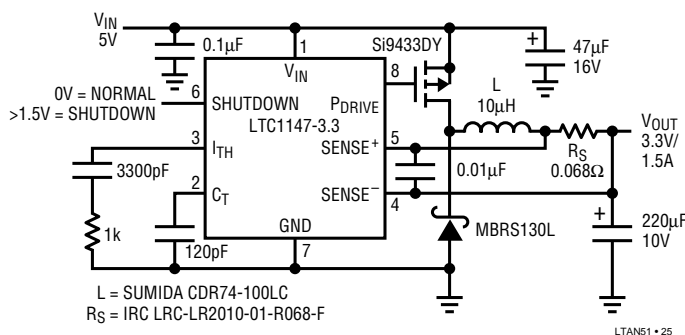 VIN
5V
0.1µF
1
VIN
Si9433DY
+
47µF
16V
8
0V = NORMAL
>1.5V = SHUTDOWN
6
SHUTDOWN
PDRIVE
LTC1147-3.3
L
10µH
VOUT
3.3V/
1.5A
3
ITH
SENSE+
5
RS
0.068Ω
3300pF
0.01µF
2
CT
SENSE–
4
1k
120pF
GND
7
MBRS130L
+
220µF
10V
L = SUMIDA CDR74-100LC
RS = IRC LRC-LR2010-01-R068-F
LTAN51 • 25